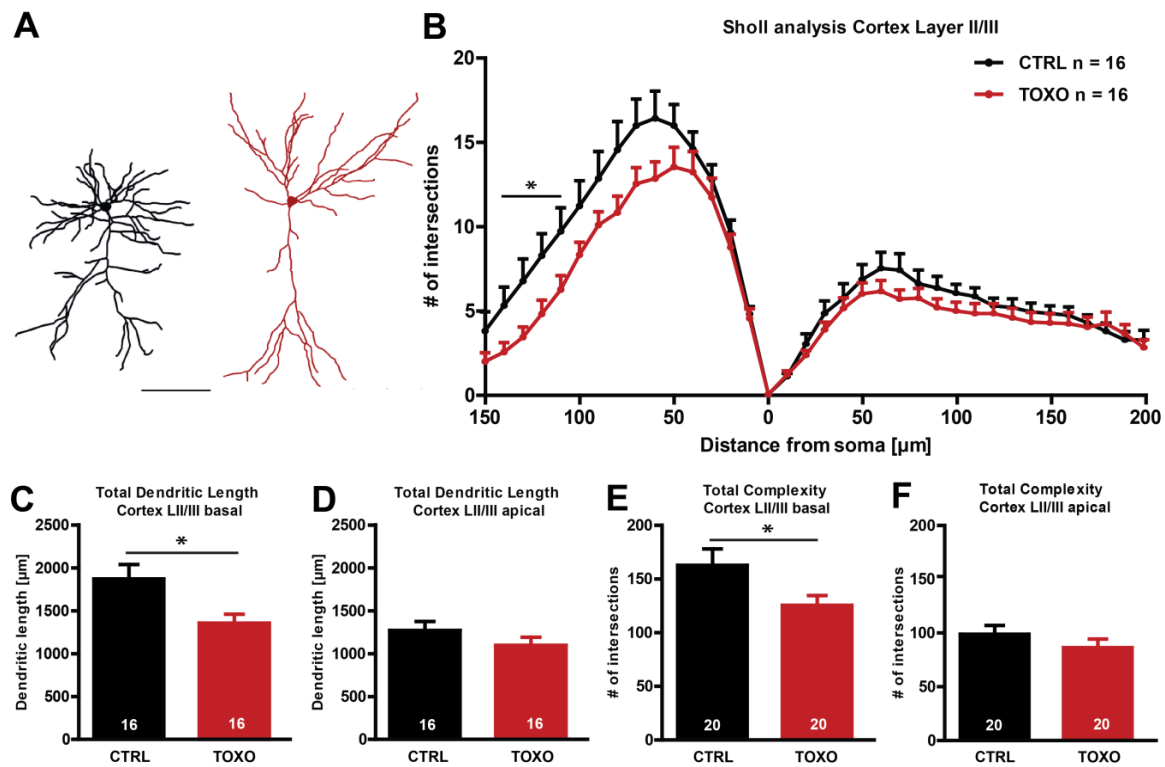 A
B
Sholl analysis Cortex Layer II/III
CTRL n = 16
TOXO n = 16
*
# of intersections
20
15
10
5
0
150
100
50
0
50
100
150
200
Distance from soma [µm]
C
Total Dendritic Length
Cortex LII/III basal
Dendritic length [µm]
2500
2000
1500
1000
500
0
*
16
16
CTRL
TOXO
D
Total Dendritic Length
Cortex LII/III apical
Dendritic length [µm]
2500
2000
1500
1000
500
0
16
16
CTRL
TOXO
E
Total Complexity
Cortex LII/III basal
# of intersections
200
150
100
50
0
*
20
20
CTRL
TOXO
F
Total Complexity
Cortex LII/III apical
# of intersections
200
150
100
50
0
20
20
CTRL
TOXO